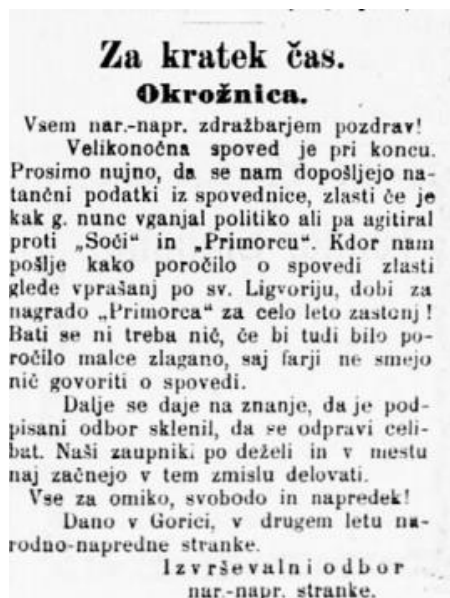 Za kratek čas.
Okrožnica.
Vsem nar.-napr. zdražbarjem pozdrav!
Velikonočna spoved je pri koncu.
Prosimo nujno, da se nam dopošljejo na-
tančni podatki iz spovednice, zlasti če je
kak g. nunc vganjal politiko ali pa agitiral
proti „Soči“ in „Primorcu“. Kdor nam
pošlje kako poročilo o spovedi zlasti
glede vprašanj po sv. Ligvoriju, dobi za
nagrado „Primorca“ za celo leto zastonj!
Bati se ni treba nič, če bi tudi bilo po-
ročilo malce zlagano, saj farji ne smejo
nič govoriti o spovedi.
Dalje se daje na znanje, da je pod-
pisani odbor sklenil, da se odpravi celi-
bat. Naši zaupniki po deželi in v mestu
naj začnejo v tem zmislu delovati.
Vse za omiko, svobodo in napredek!
Dano v Gorici, v drugem letu na-
rodno-napredne stranke.
Izvrševalni odbor
nar.-napr. stranke.